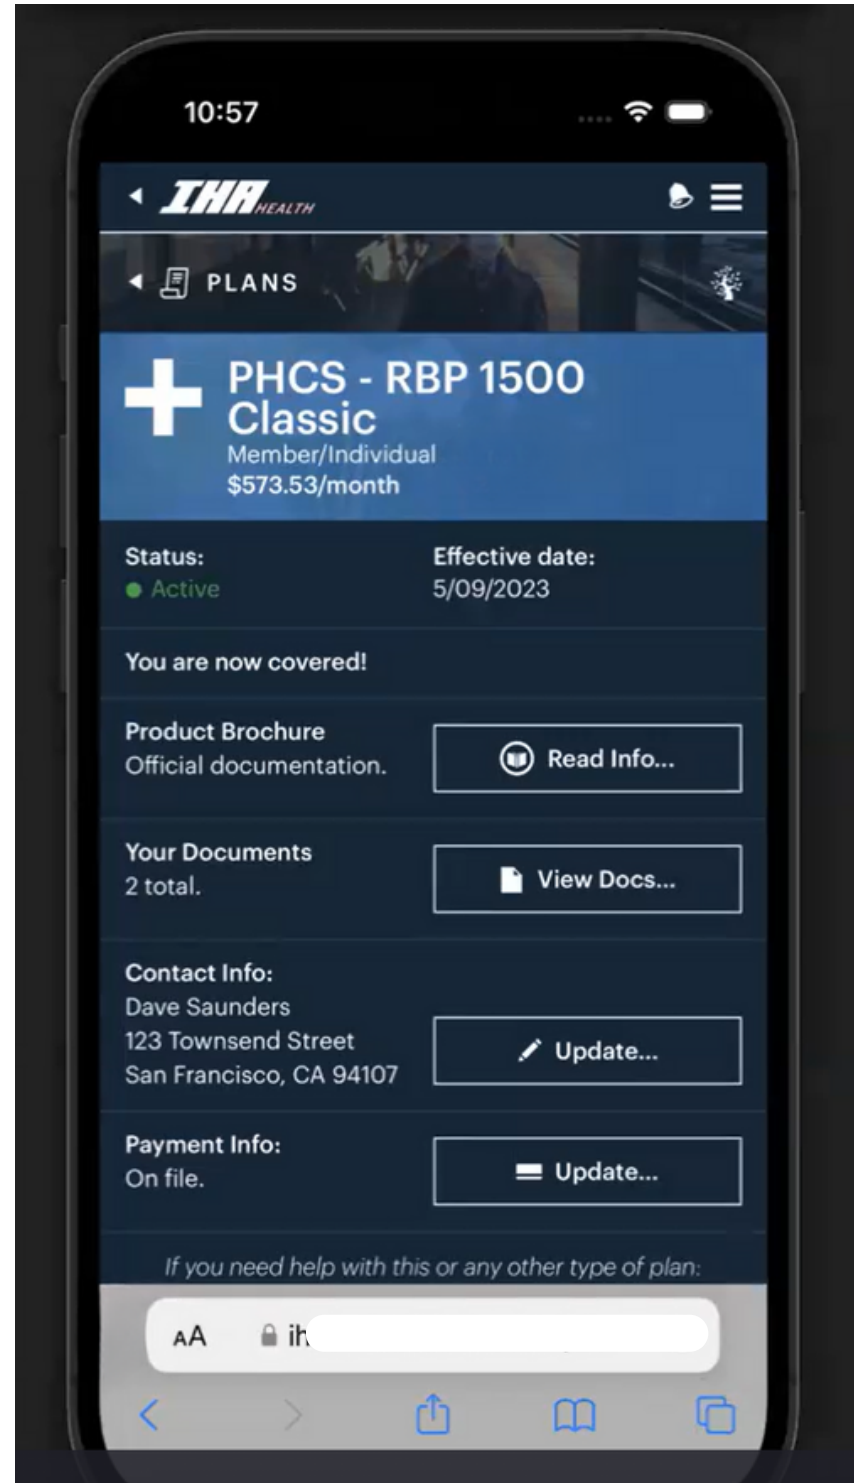 10:57
IHA HEALTH
PLANS
PHCS - RBP 1500
Classic
Member/Individual
$573.53/month
Status:
Active
Effective date:
5/09/2023
You are now covered!
Product Brochure
Official documentation.
Read Info...
Your Documents
2 total.
View Docs...
Contact Info:
Dave Saunders
123 Townsend Street
San Francisco, CA 94107
Update...
Payment Info:
On file.
Update...
If you need help with this or any other type of plan:
AA ih